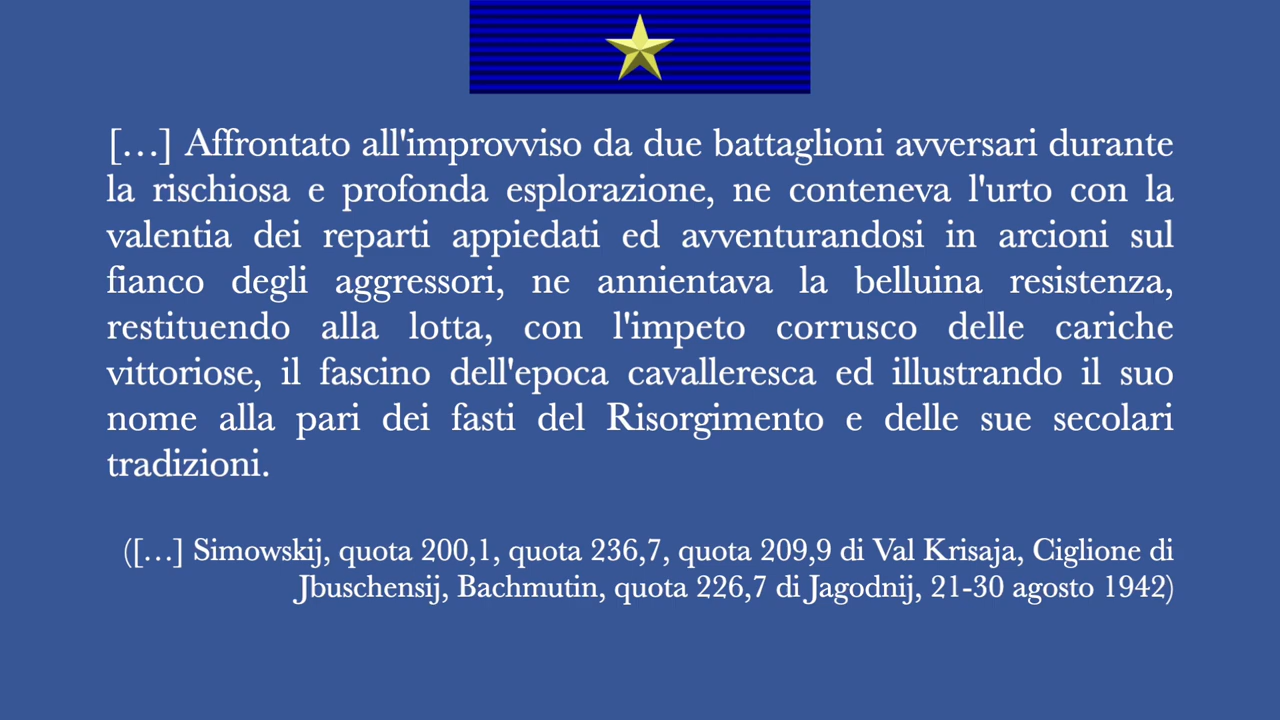 […] Affrontato all'improvviso da due battaglioni avversari durante
la rischiosa e profonda esplorazione, ne conteneva l'urto con la
valentia dei reparti appiedati ed avventurandosi in arcioni sul
fianco degli aggressori, ne annientava la belluina resistenza,
restituendo alla lotta, con l'impeto corrusco delle cariche
vittoriose, il fascino dell'epoca cavalleresca ed illustrando il suo
nome alla pari dei fasti del Risorgimento e delle sue secolari
tradizioni.
([…] Simowskij, quota 200,1, quota 236,7, quota 209,9 di Val Krisaja, Ciglione di
Jbuschensij, Bachmutin, quota 226,7 di Jagodnij, 21-30 agosto 1942)